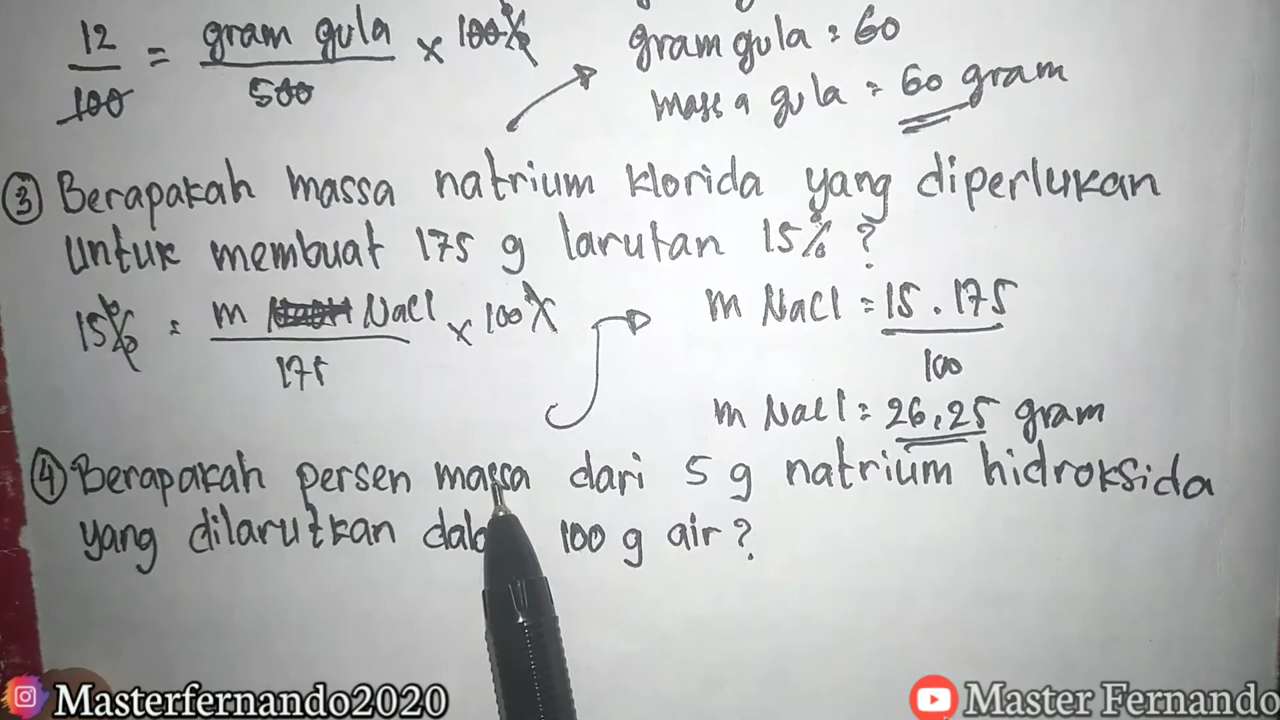 12/100 = gram gula/500 x 100%
gram gula = 60
massa gula = 60 gram
③ Berapakah massa natrium klorida yang diperlukan
untuk membuat 175 g larutan 15% ?
15% = m NaCl/175 x 100%
m NaCl = 15 . 175/100
m NaCl = 26,25 gram
④ Berapakah persen massa dari 5 g natrium hidroksida
yang dilarutkan 100 g air?
Masterfernando2020
Master Fernando